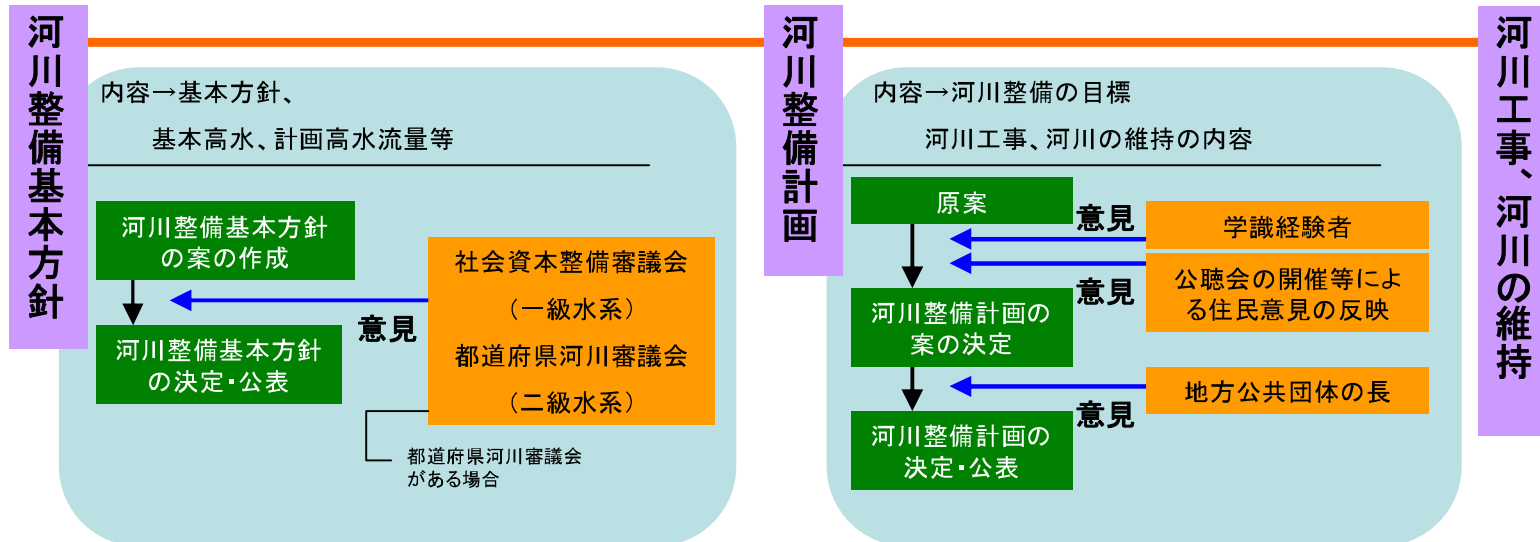 河川整備基本方針
内容→基本方針、
基本高水、計画高水流量等
河川整備基本方針
の案の作成
河川整備基本方針
の決定・公表
意見
社会資本整備審議会
（一級水系）
都道府県河川審議会
（二級水系）
都道府県河川審議会
がある場合
河川整備計画
内容→河川整備の目標
河川工事、河川の維持の内容
原案
意見
学識経験者
意見
公聴会の開催等によ
る住民意見の反映
河川整備計画の
案の決定
意見
地方公共団体の長
河川整備計画の
決定・公表
河川工事、河川の維持